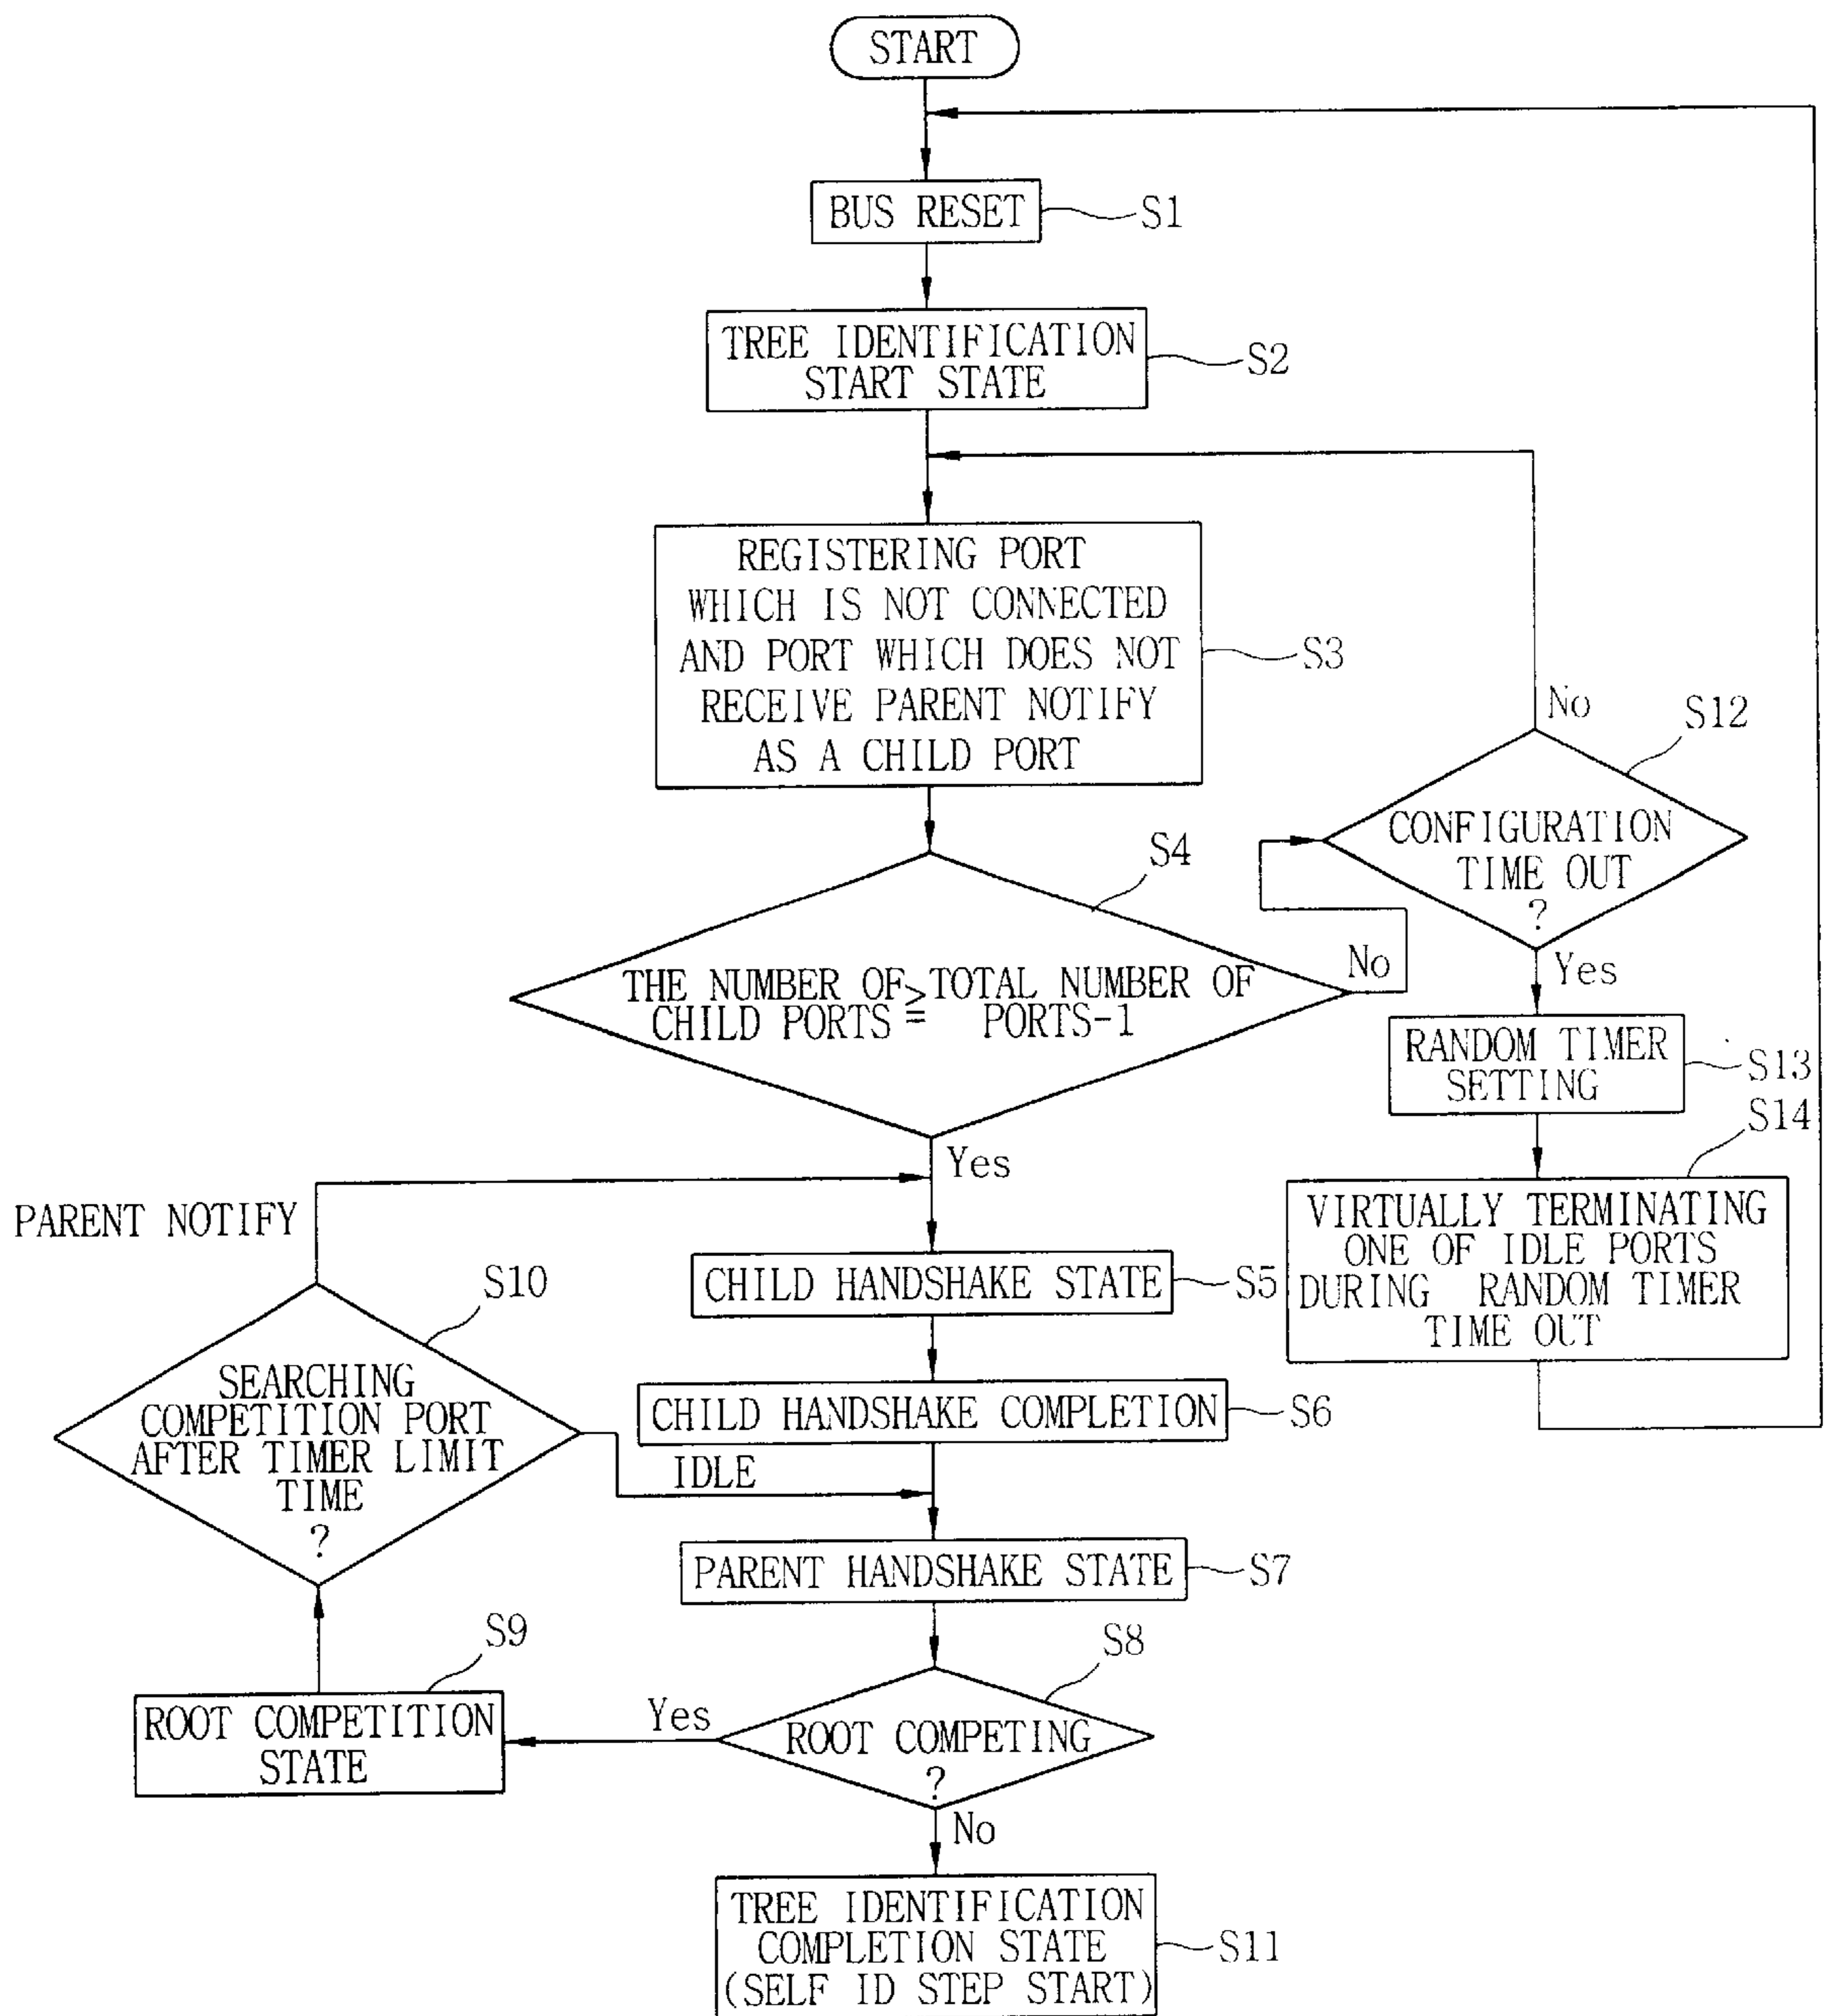 START
BUS RESET
S1
TREE IDENTIFICATION
START STATE
S2
REGISTERING PORT
WHICH IS NOT CONNECTED
AND PORT WHICH DOES NOT
RECEIVE PARENT NOTIFY
AS A CHILD PORT
S3
No
S12
CONFIGURATION
TIME OUT
?
S4
THE NUMBER OF ≧ TOTAL NUMBER OF
CHILD PORTS PORTS-1
No
Yes
RANDOM TIMER
SETTING
S13
S14
Yes
PARENT NOTIFY
VIRTUALLY TERMINATING
ONE OF IDLE PORTS
DURING RANDOM TIMER
TIME OUT
CHILD HANDSHAKE STATE
S5
S10
SEARCHING
COMPETITION PORT
AFTER TIMER LIMIT
TIME
?
CHILD HANDSHAKE COMPLETION
S6
IDLE
PARENT HANDSHAKE STATE
S7
S9
S8
ROOT COMPETITION
STATE
Yes
ROOT COMPETING
?
No
TREE IDENTIFICATION
COMPLETION STATE
(SELF ID STEP START)
S11